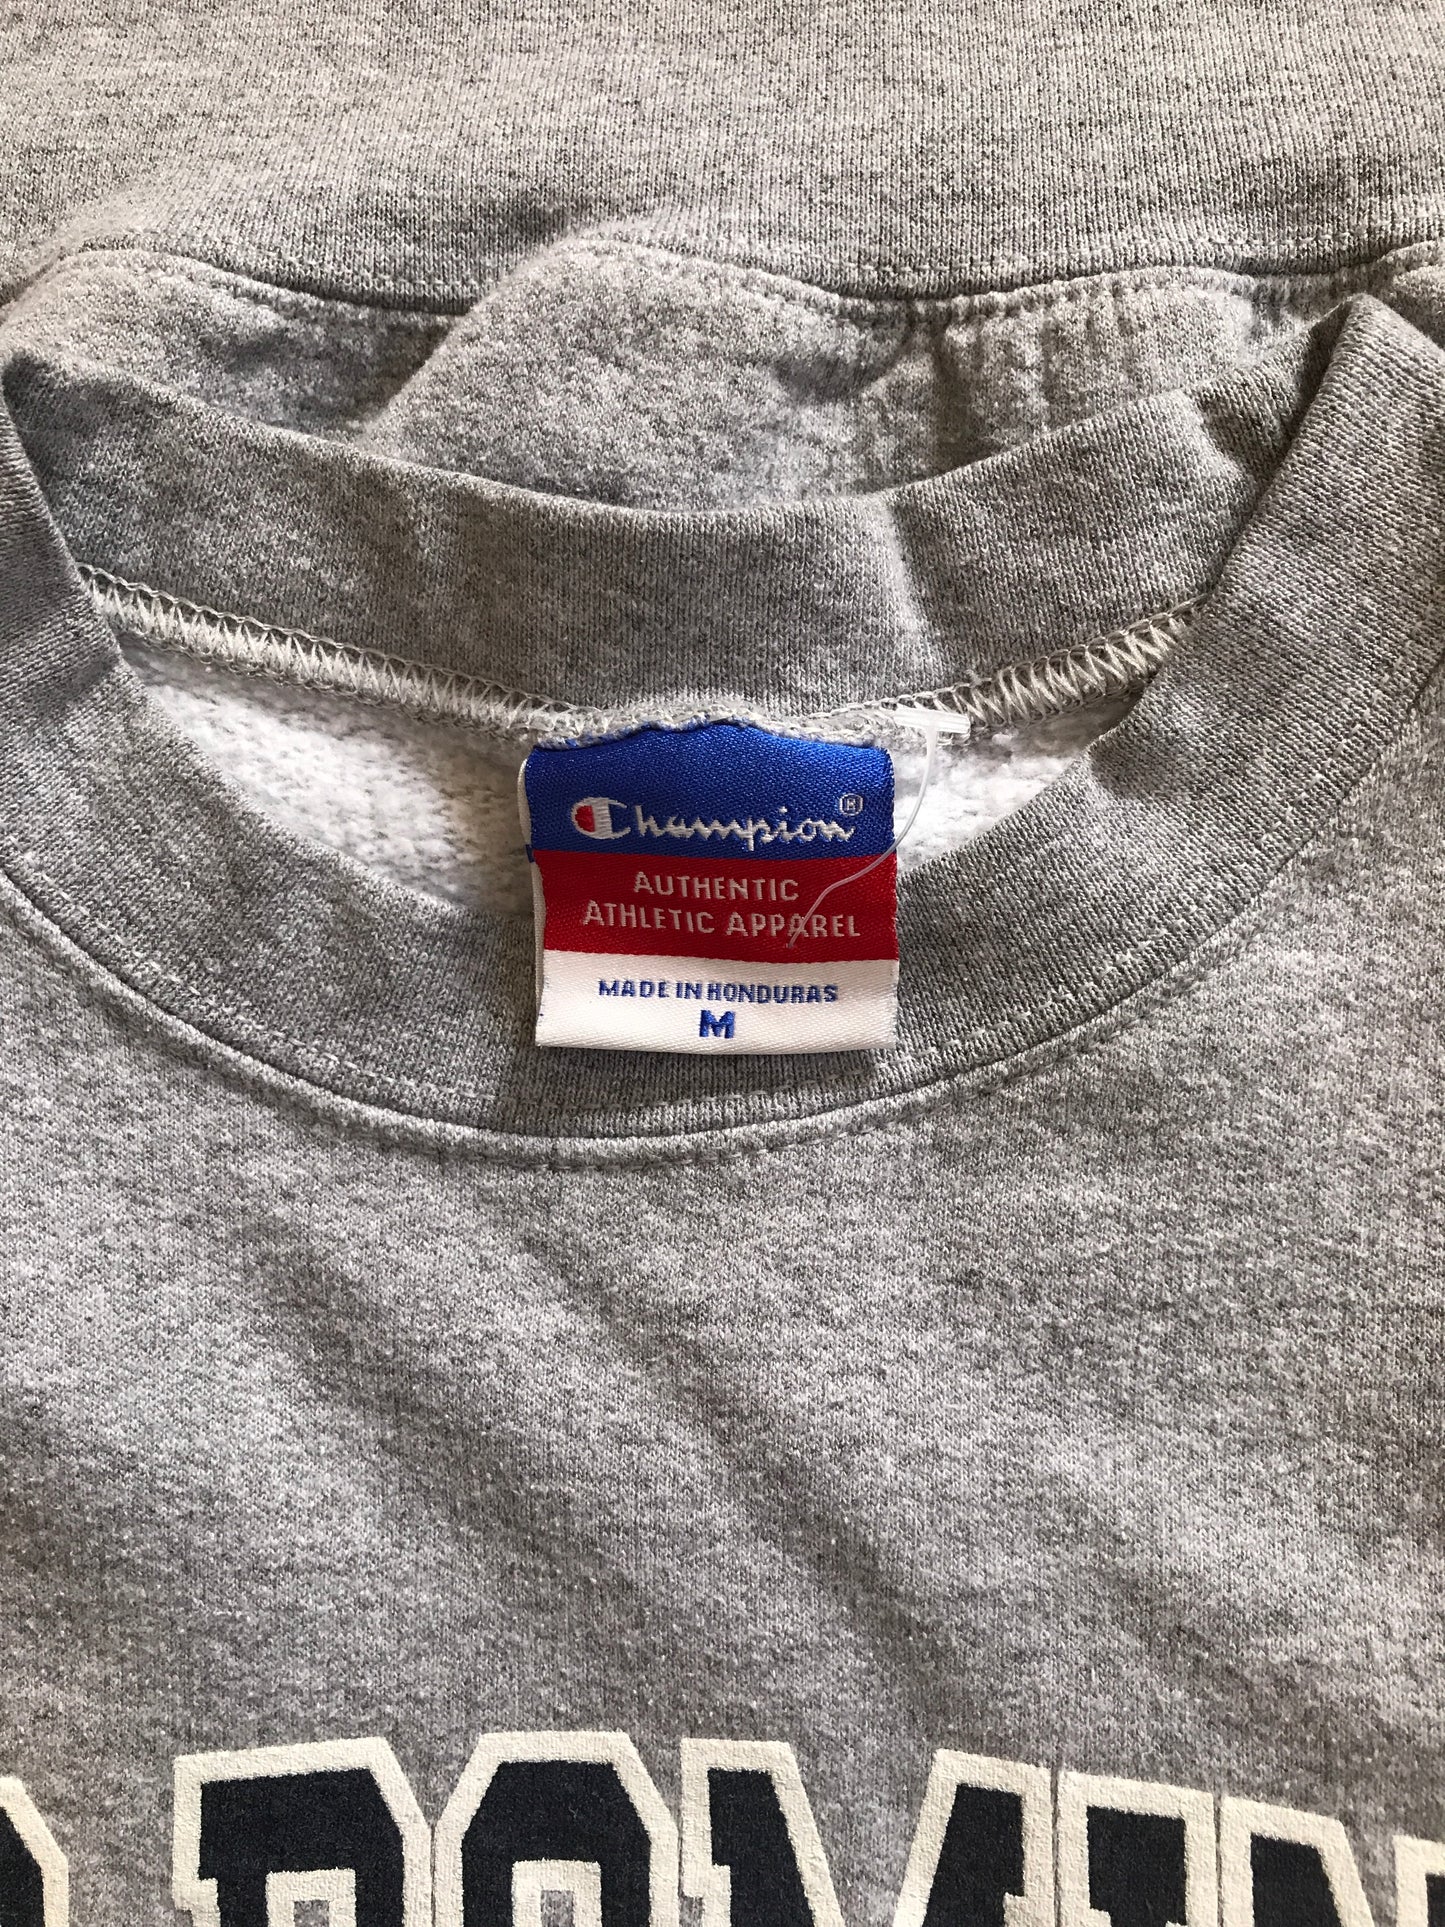 Champion®
AUTHENTIC
ATHLETIC APPAREL
MADE IN HONDURAS
M